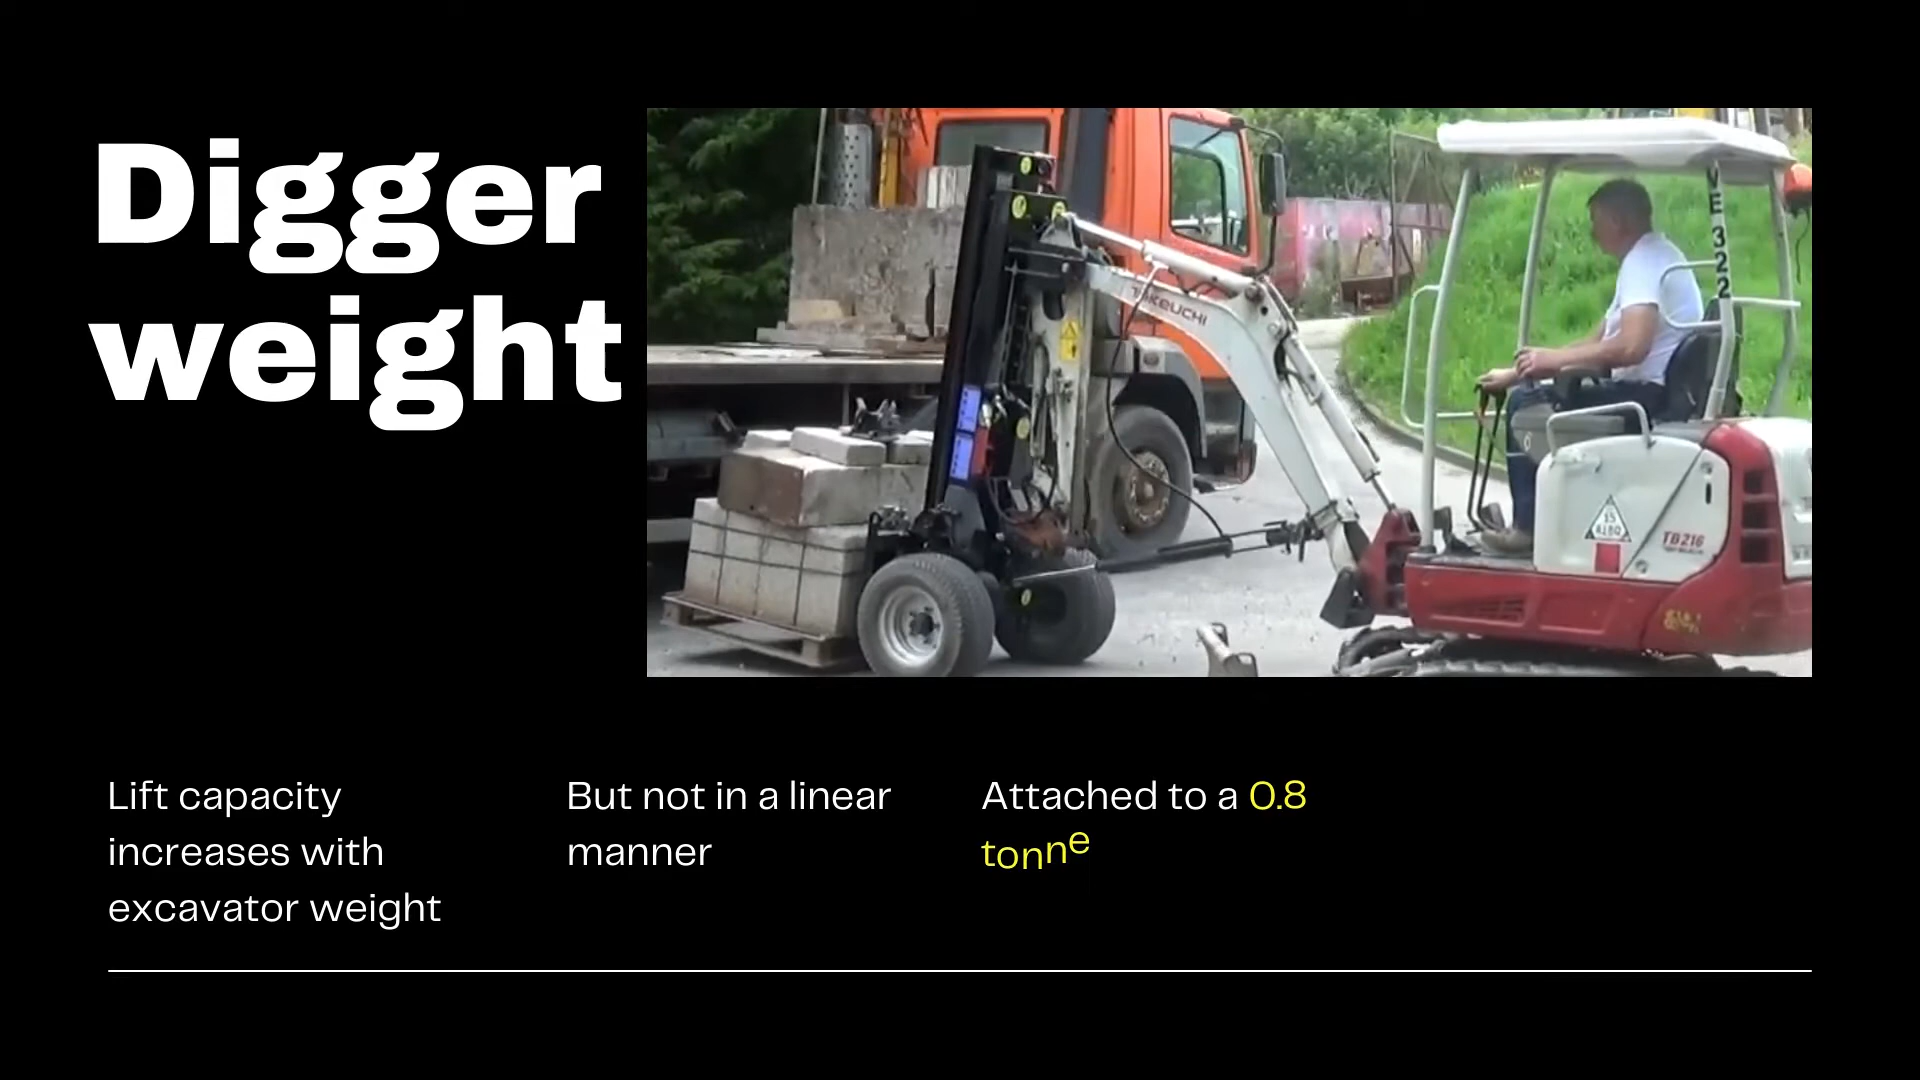 Digger
weight
TAKEUCHI
VE 322
TB216
Lift capacity
increases with
excavator weight
But not in a linear
manner
Attached to a 0.8
tonne